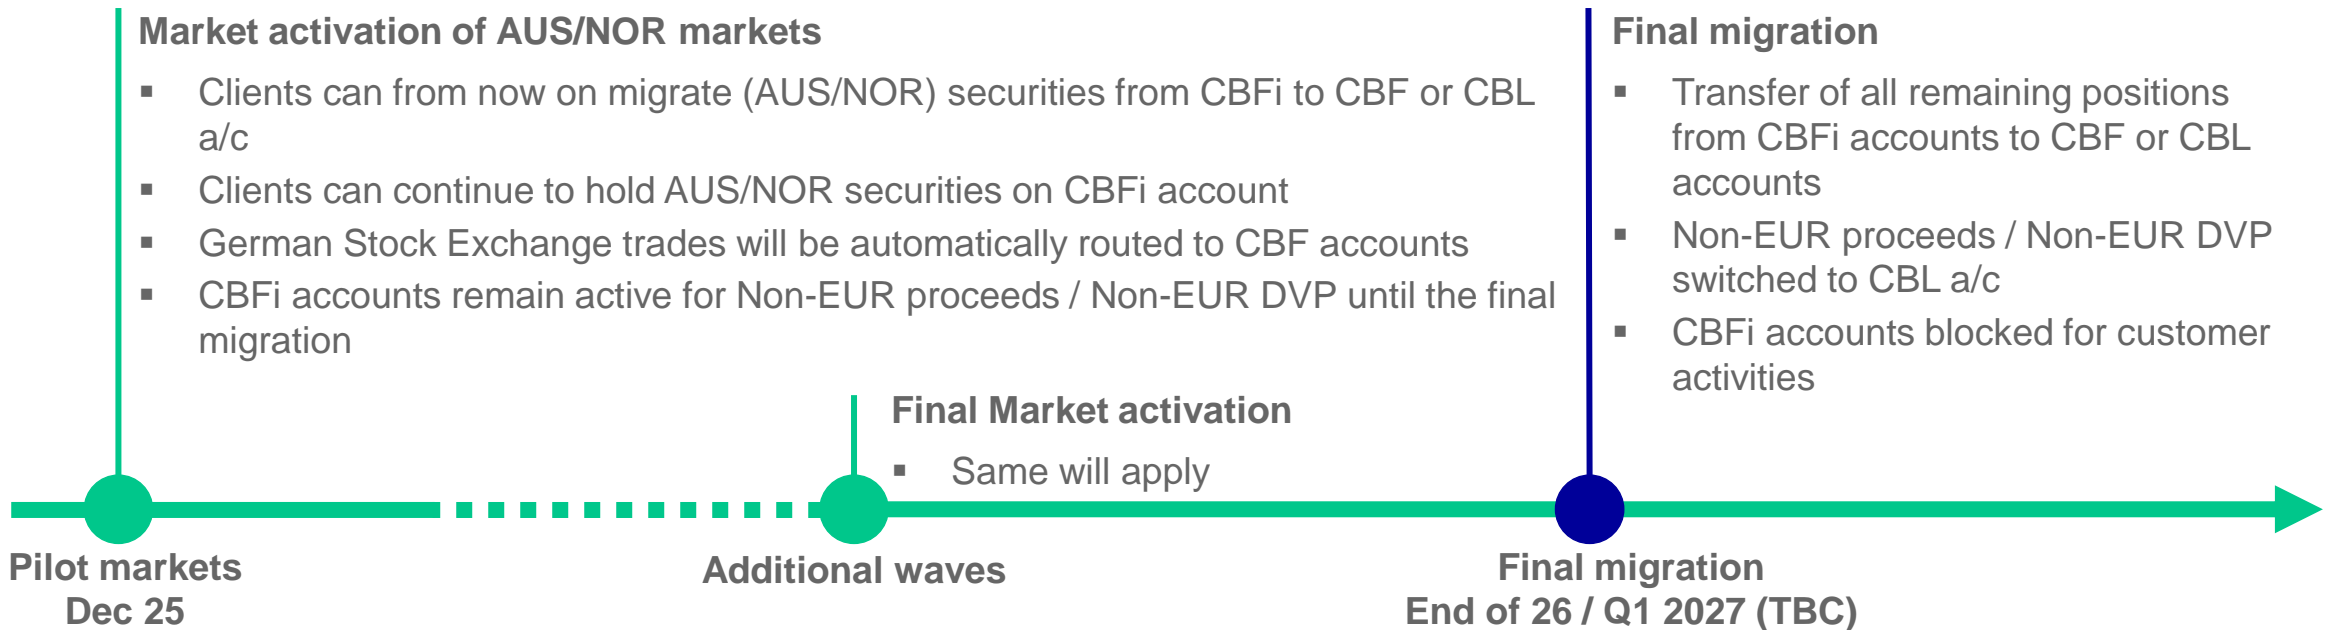 Market activation of AUS/NOR markets
▪ Clients can from now on migrate (AUS/NOR) securities from CBFi to CBF or CBL
a/c
▪ Clients can continue to hold AUS/NOR securities on CBFi account
▪ German Stock Exchange trades will be automatically routed to CBF accounts
▪ CBFi accounts remain active for Non-EUR proceeds / Non-EUR DVP until the final
migration
Final Market activation
▪ Same will apply
Final migration
▪ Transfer of all remaining positions
from CBFi accounts to CBF or CBL
accounts
▪ Non-EUR proceeds / Non-EUR DVP
switched to CBL a/c
▪ CBFi accounts blocked for customer
activities
Pilot markets
Dec 25
Additional waves
Final migration
End of 26 / Q1 2027 (TBC)